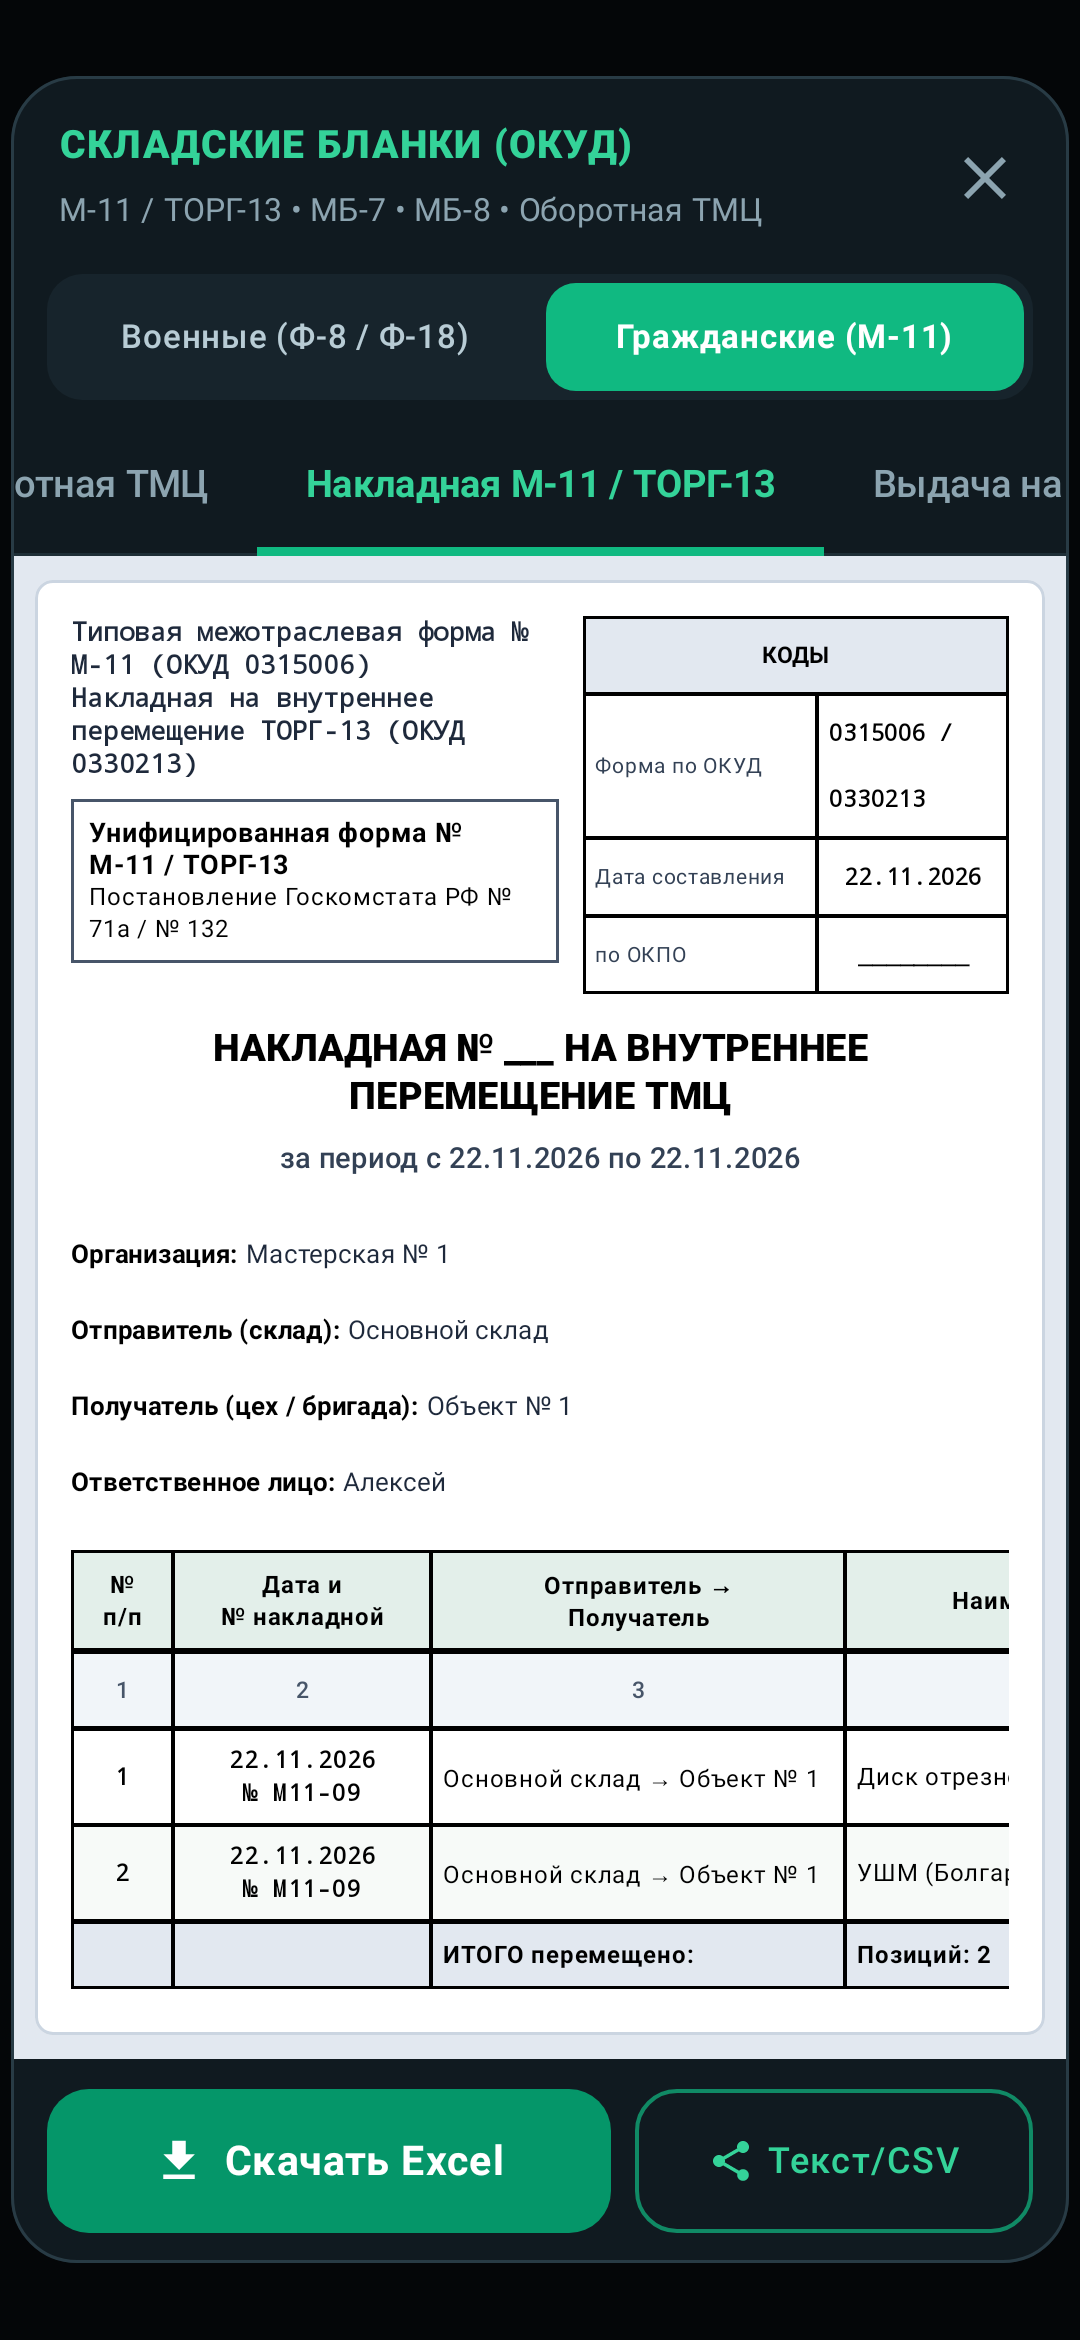 СКЛАДСКИЕ БЛАНКИ (ОКУД)
М-11 / ТОРГ-13 • МБ-7 • МБ-8 • Оборотная ТМЦ
Военные (Ф-8 / Ф-18)
Гражданские (М-11)
отная ТМЦ
Накладная М-11 / ТОРГ-13
Выдача на
Типовая межотраслевая форма №
М-11 (ОКУД 0315006)
Накладная на внутреннее
перемещение ТОРГ-13 (ОКУД
0330213)
Унифицированная форма №
М-11 / ТОРГ-13
Постановление Госкомстата РФ №
71а / № 132
КОДЫ
Форма по ОКУД
0315006 /
0330213
Дата составления
22.11.2026
по ОКПО
________
НАКЛАДНАЯ № ___ НА ВНУТРЕННЕЕ
ПЕРЕМЕЩЕНИЕ ТМЦ
за период с 22.11.2026 по 22.11.2026
Организация: Мастерская № 1
Отправитель (склад): Основной склад
Получатель (цех / бригада): Объект № 1
Ответственное лицо: Алексей
№
п/п
Дата и
№ накладной
Отправитель →
Получатель
Наим
1
2
3
1
22.11.2026
№ М11-09
Основной склад → Объект № 1
Диск отрезн
2
22.11.2026
№ М11-09
Основной склад → Объект № 1
УШМ (Болгар
ИТОГО перемещено:
Позиций: 2
Скачать Excel
Текст/CSV